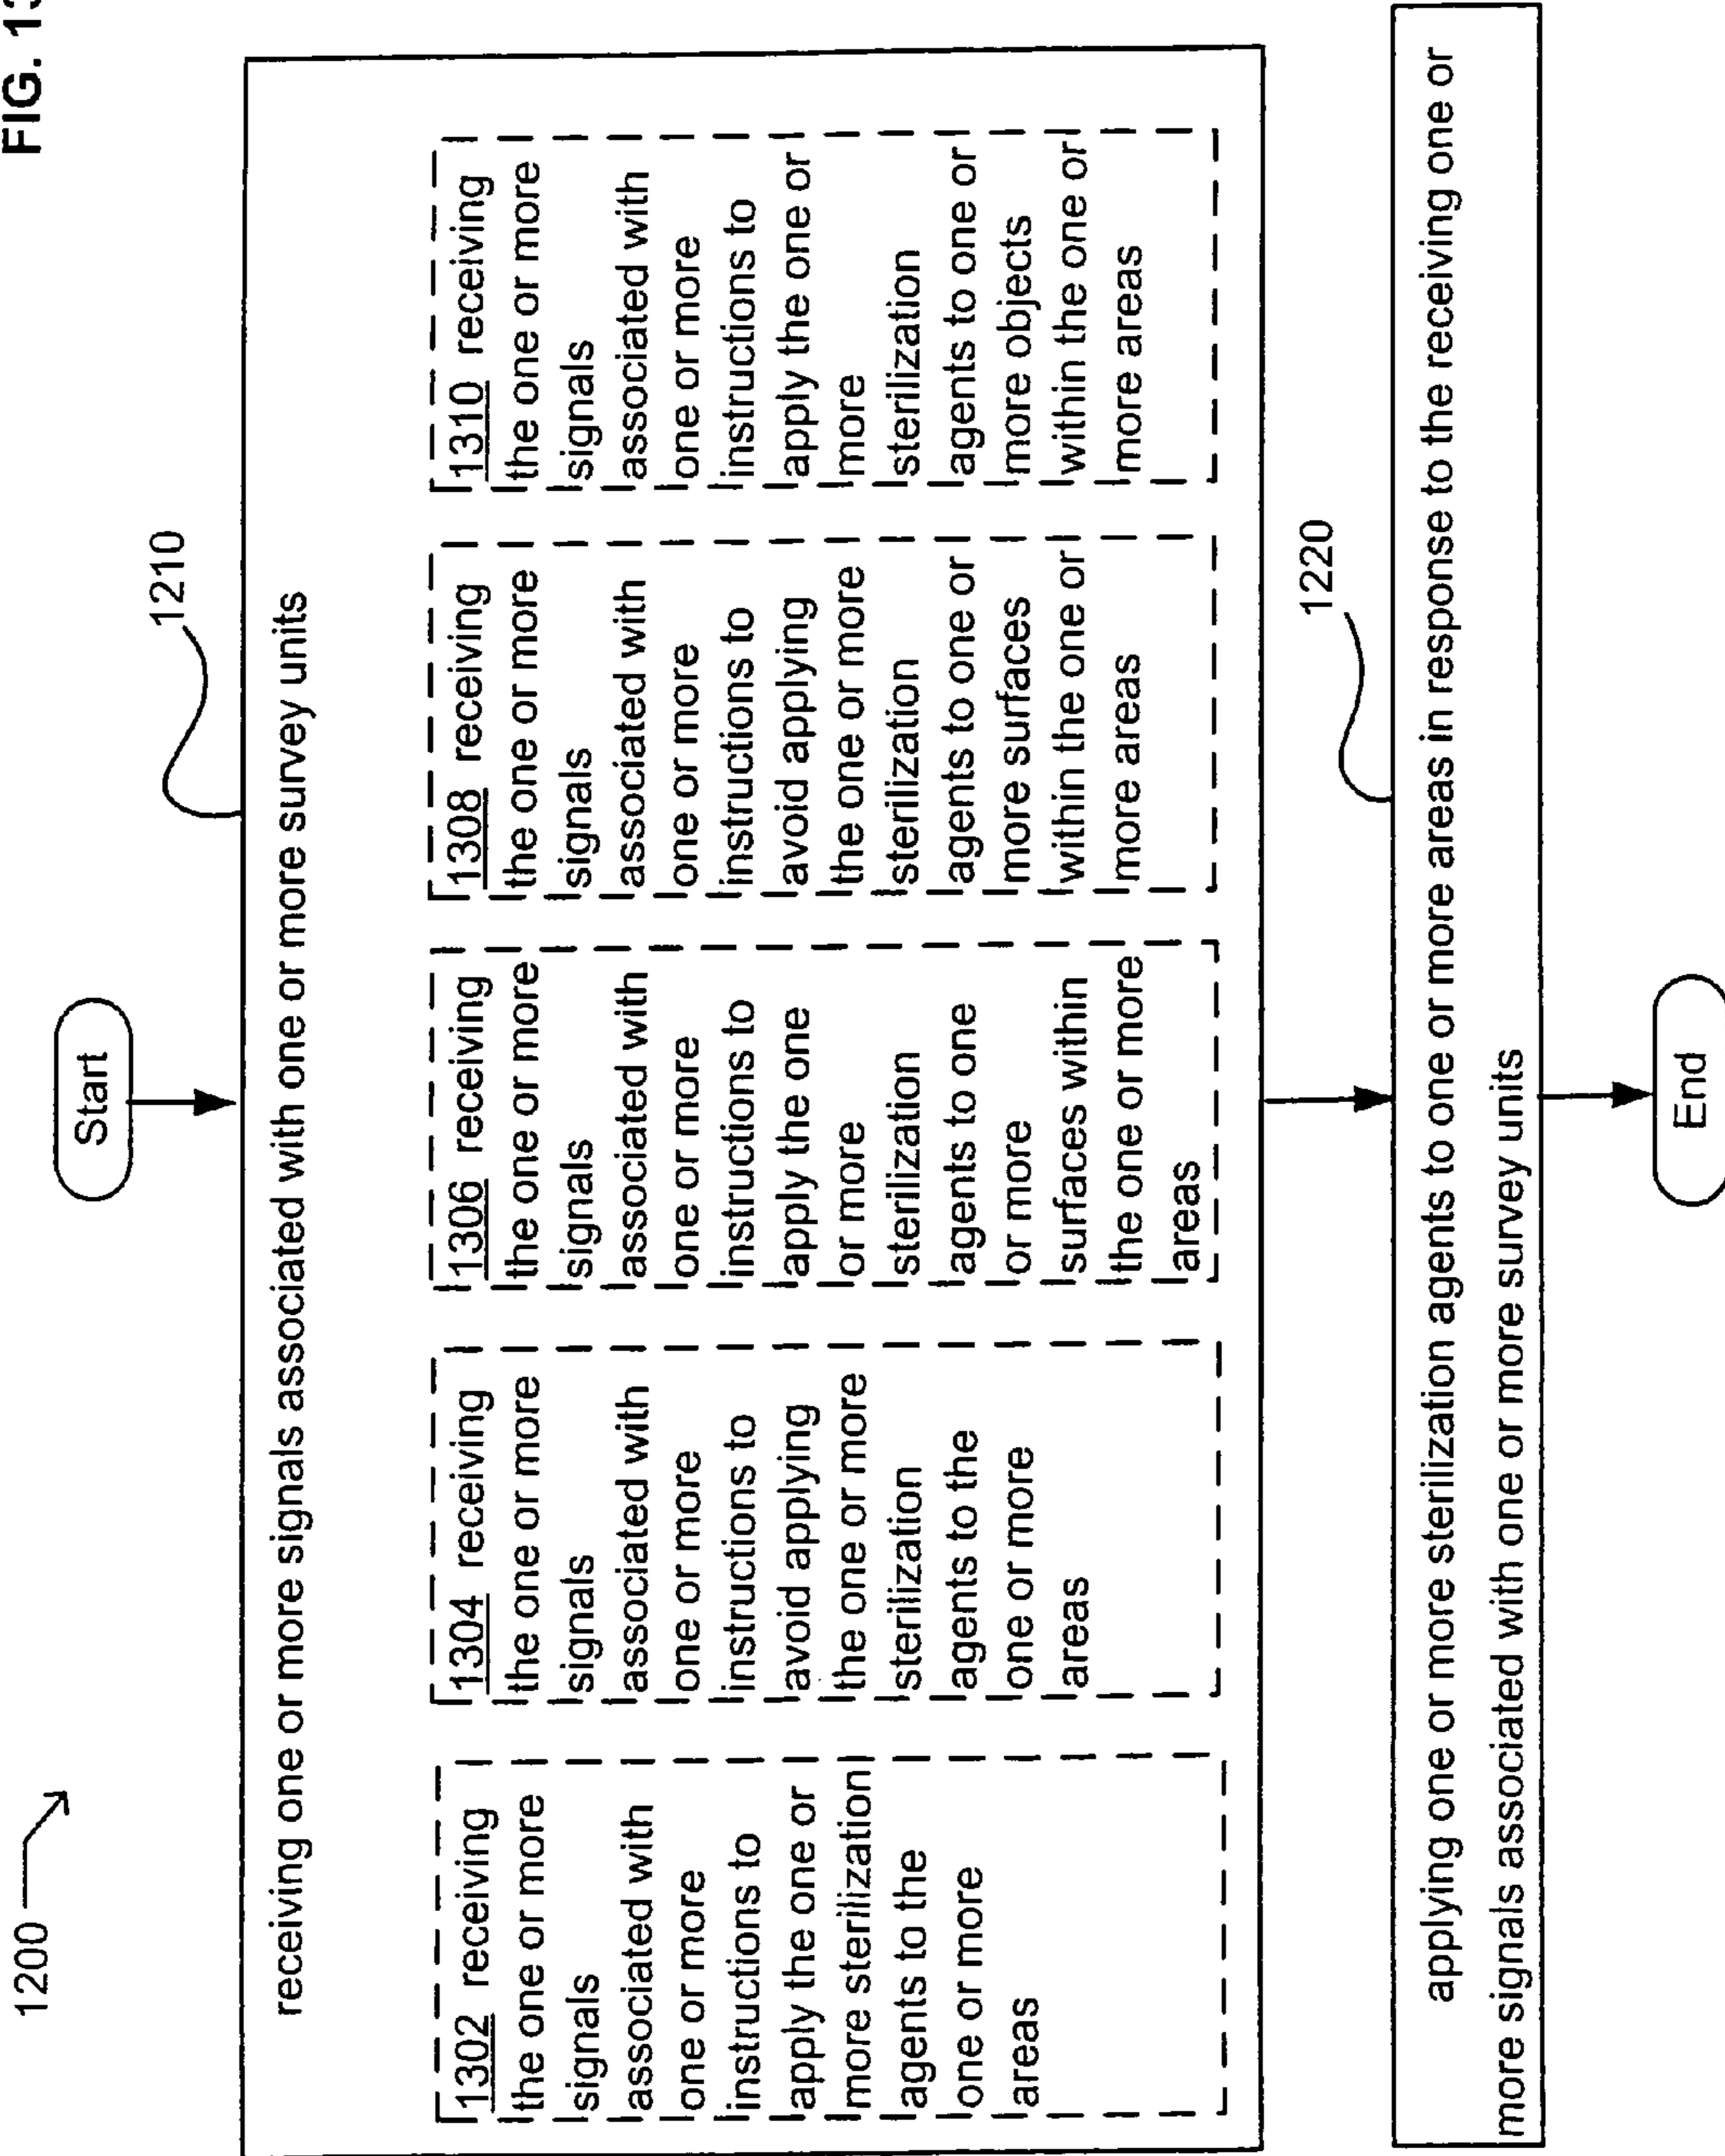 1200
FIG. 13
Start
1210
receiving one or more signals associated with one or more survey units
1302 receiving
the one or more
signals
associated with
one or more
instructions to
apply the one or
more sterilization
agents to the
one or more
areas
1304 receiving
the one or more
signals
associated with
one or more
instructions to
avoid applying
the one or more
sterilization
agents to the
one or more
areas
1306 receiving
the one or more
signals
associated with
one or more
instructions to
apply the one
or more
sterilization
agents to one
or more
surfaces within
the one or more
areas
1308 receiving
the one or more
signals
associated with
one or more
instructions to
avoid applying
the one or more
sterilization
agents to one or
more surfaces
within the one or
more areas
1310 receiving
the one or more
signals
associated with
one or more
instructions to
apply the one or
more
sterilization
agents to one or
more objects
within the one or
more areas
1220
applying one or more sterilization agents to one or more areas in response to the receiving one or
more signals associated with one or more survey units
End